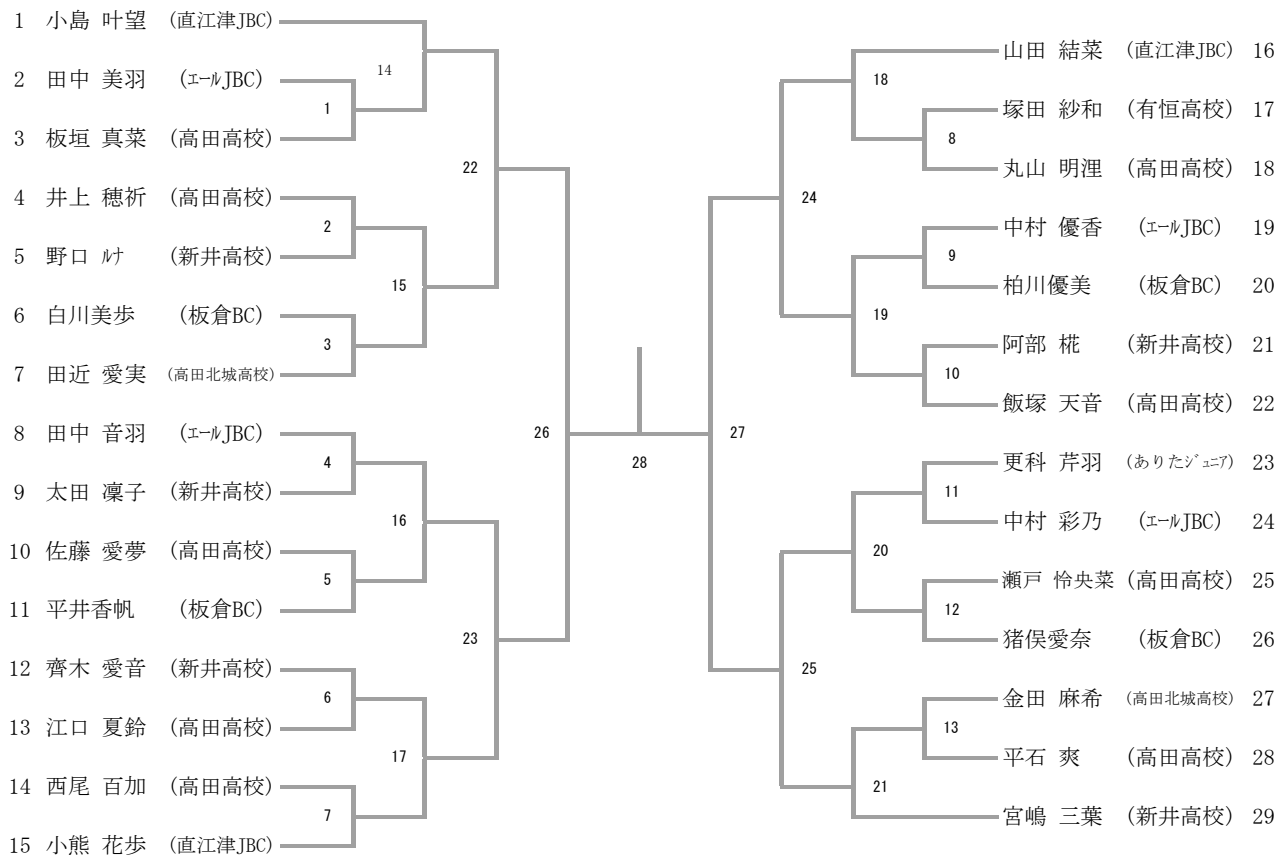 1 小島 叶望 (直江津JBC)
2 田中 美羽 (エールJBC)
3 板垣 真菜 (高田高校)
4 井上 穂祈 (高田高校)
5 野口 ルナ (新井高校)
6 白川美歩 (板倉BC)
7 田近 愛実 (高田北城高校)
8 田中 音羽 (エールJBC)
9 太田 凜子 (新井高校)
10 佐藤 愛夢 (高田高校)
11 平井香帆 (板倉BC)
12 齊木 愛音 (新井高校)
13 江口 夏鈴 (高田高校)
14 西尾 百加 (高田高校)
15 小熊 花歩 (直江津JBC)
14
1
2
3
4
5
6
7
15
16
17
22
23
26
28
27
24
25
18
19
20
21
8
9
10
11
12
13
山田 結菜 (直江津JBC) 16
塚田 紗和 (有恒高校) 17
丸山 明浬 (高田高校) 18
中村 優香 (エールJBC) 19
柏川優美 (板倉BC) 20
阿部 椛 (新井高校) 21
飯塚 天音 (高田高校) 22
更科 芹羽 (ありたジュニア) 23
中村 彩乃 (エールJBC) 24
瀬戸 怜央菜 (高田高校) 25
猪俣愛奈 (板倉BC) 26
金田 麻希 (高田北城高校) 27
平石 爽 (高田高校) 28
宮嶋 三葉 (新井高校) 29